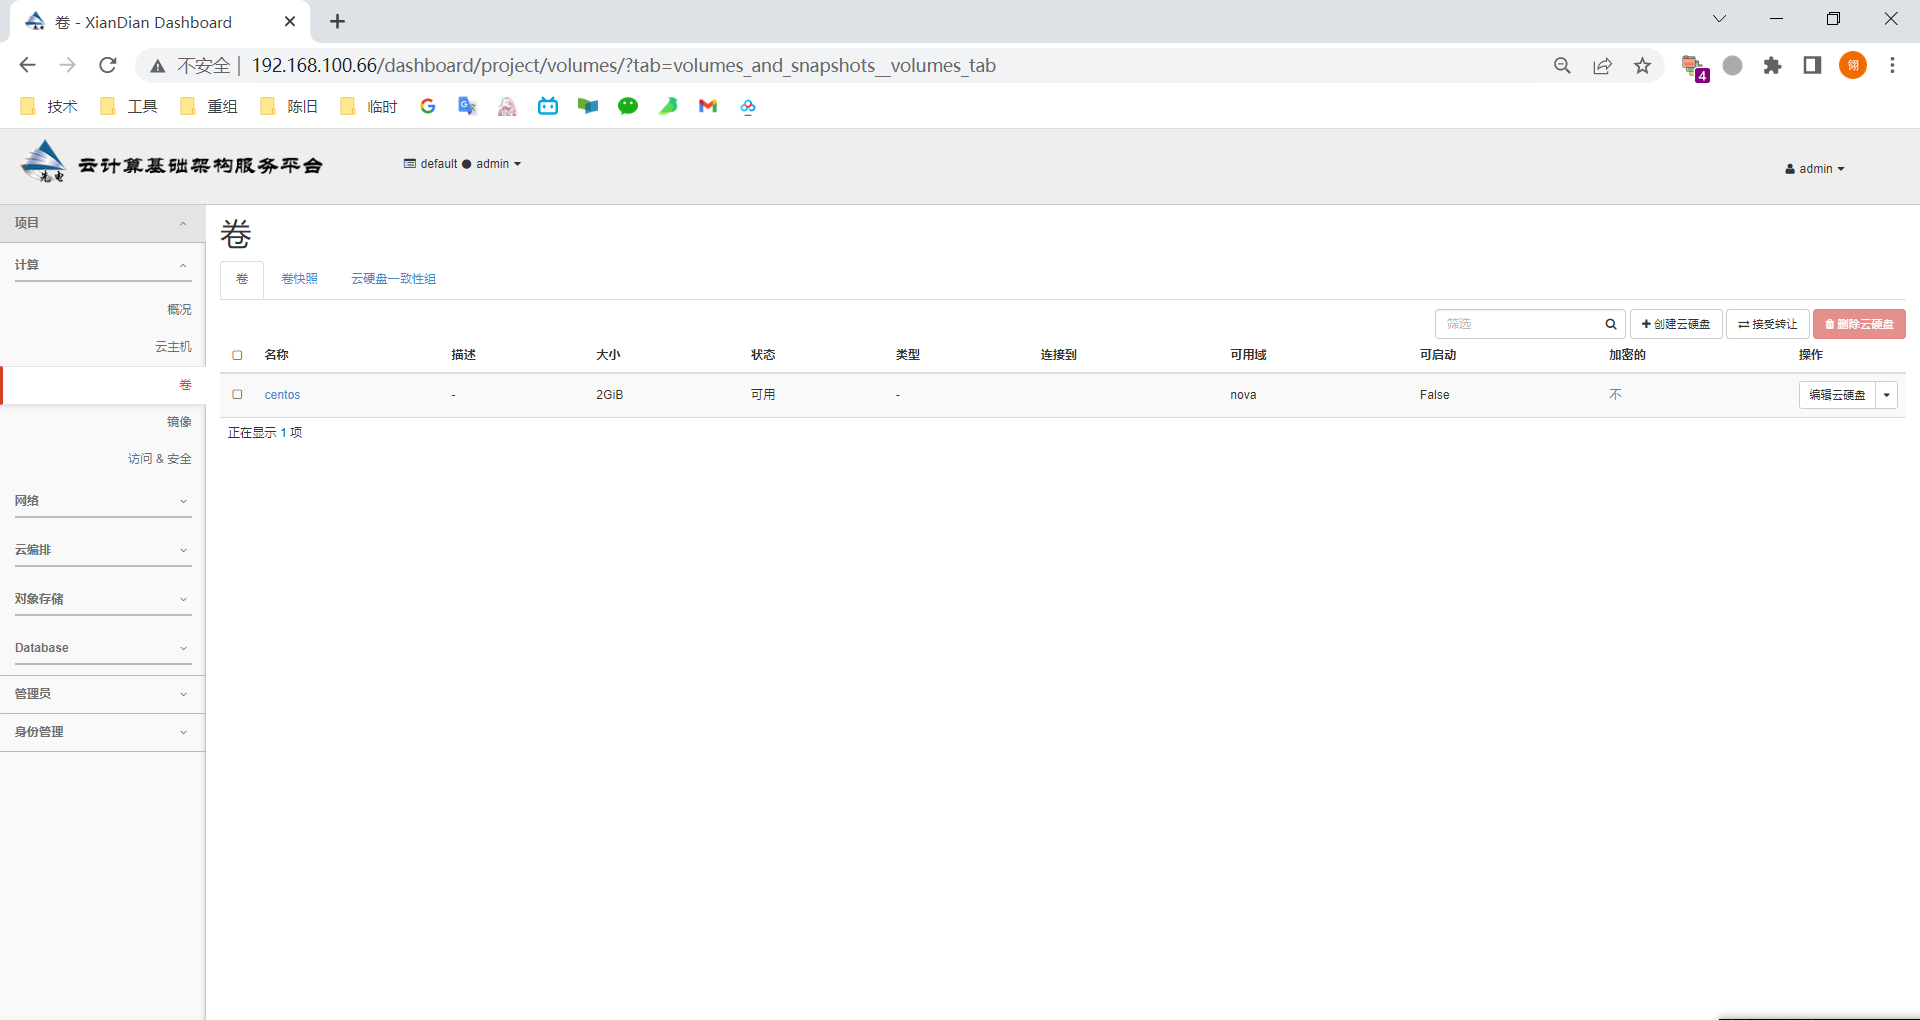 卷 - XianDian Dashboard
不安全 | 192.168.100.66/dashboard/project/volumes/?tab=volumes_and_snapshots__volumes_tab
4
翎
技术 工具 重组 陈旧 临时
先电
云计算基础架构服务平台
default ● admin
admin
项目
计算
概况
云主机
卷
镜像
访问 & 安全
网络
云编排
对象存储
Database
管理员
身份管理
卷
卷 卷快照 云硬盘一致性组
筛选 创建云硬盘 接受转让 删除云硬盘
名称 描述 大小 状态 类型 连接到 可用域 可启动 加密的 操作
centos - 2GiB 可用 - nova False 不 编辑云硬盘
正在显示 1 项